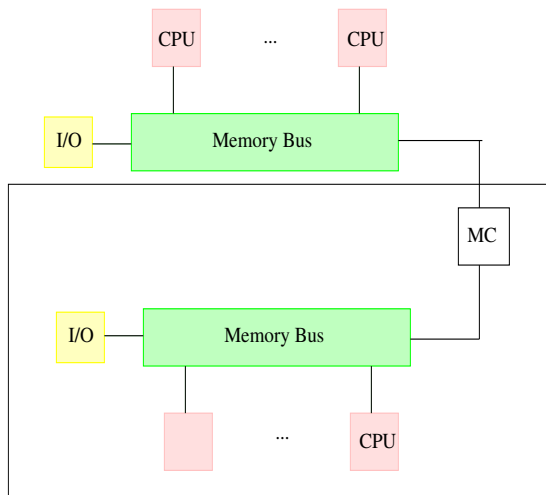 CPU ... CPU
I/O Memory Bus
MC
I/O Memory Bus
... CPU